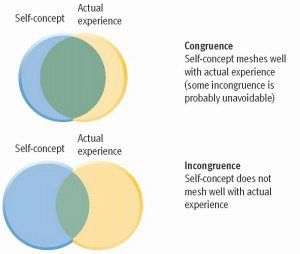 Self-concept
Actual
experience
Congruence
Self-concept meshes well
with actual experience
(some incongruence is
probably unavoidable)
Self-concept
Actual
experience
Incongruence
Self-concept does not
mesh well with actual
experience